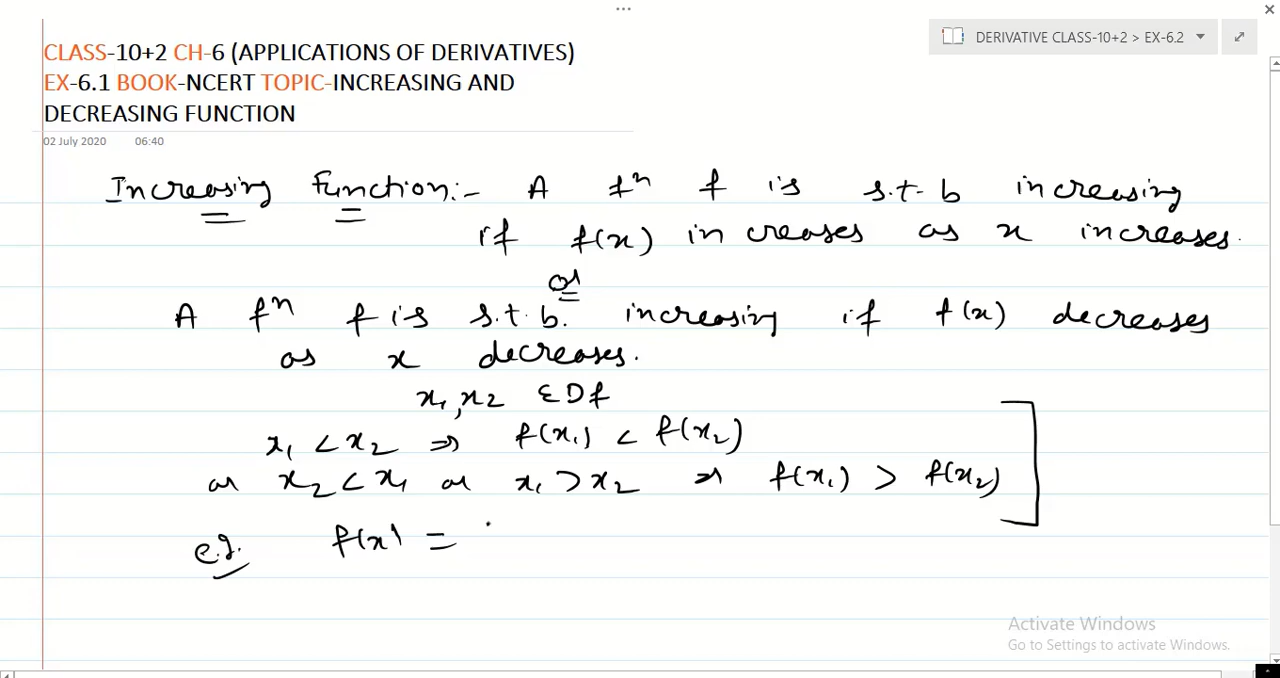 DERIVATIVE CLASS-10+2 > EX-6.2
CLASS-10+2 CH-6 (APPLICATIONS OF DERIVATIVES)
EX-6.1 BOOK-NCERT TOPIC-INCREASING AND
DECREASING FUNCTION
02 July 2020 06:40
Increasing Function:- A fⁿ f is s.t.b increasing
if f(x) increases as x increases.
or
A fⁿ f is s.t.b. increasing if f(x) decreases
as x decreases.
x₁,x₂ ∈ Df
x₁ < x₂ ⇒ f(x₁) < f(x₂)
or x₂ < x₁ or x₁ > x₂ ⇒ f(x₁) > f(x₂)
e.g. f(x) =
Activate Windows
Go to Settings to activate Windows.